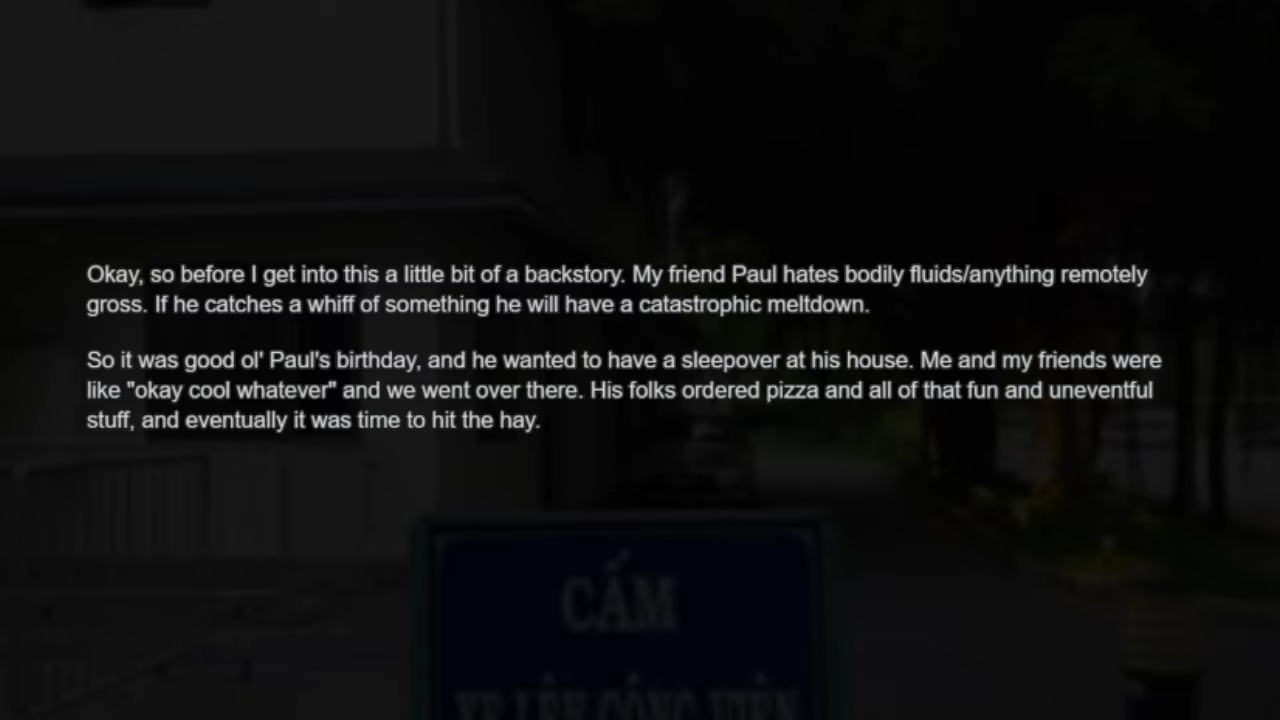 Okay, so before I get into this a little bit of a backstory. My friend Paul hates bodily fluids/anything remotely
gross. If he catches a whiff of something he will have a catastrophic meltdown.
So it was good ol' Paul's birthday, and he wanted to have a sleepover at his house. Me and my friends were
like "okay cool whatever" and we went over there. His folks ordered pizza and all of that fun and uneventful
stuff, and eventually it was time to hit the hay.
CẤM
XE LÊN CÔNG VIÊN